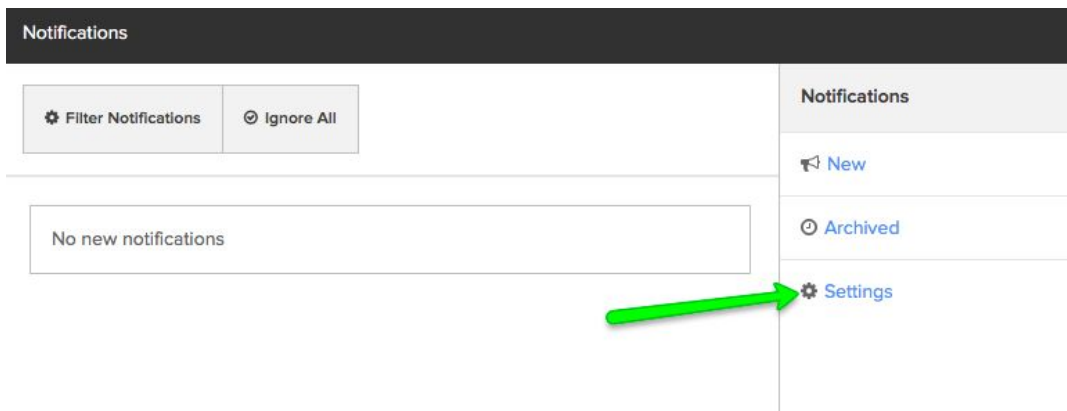 Notifications
Filter Notifications
Ignore All
No new notifications
Notifications
New
Archived
Settings